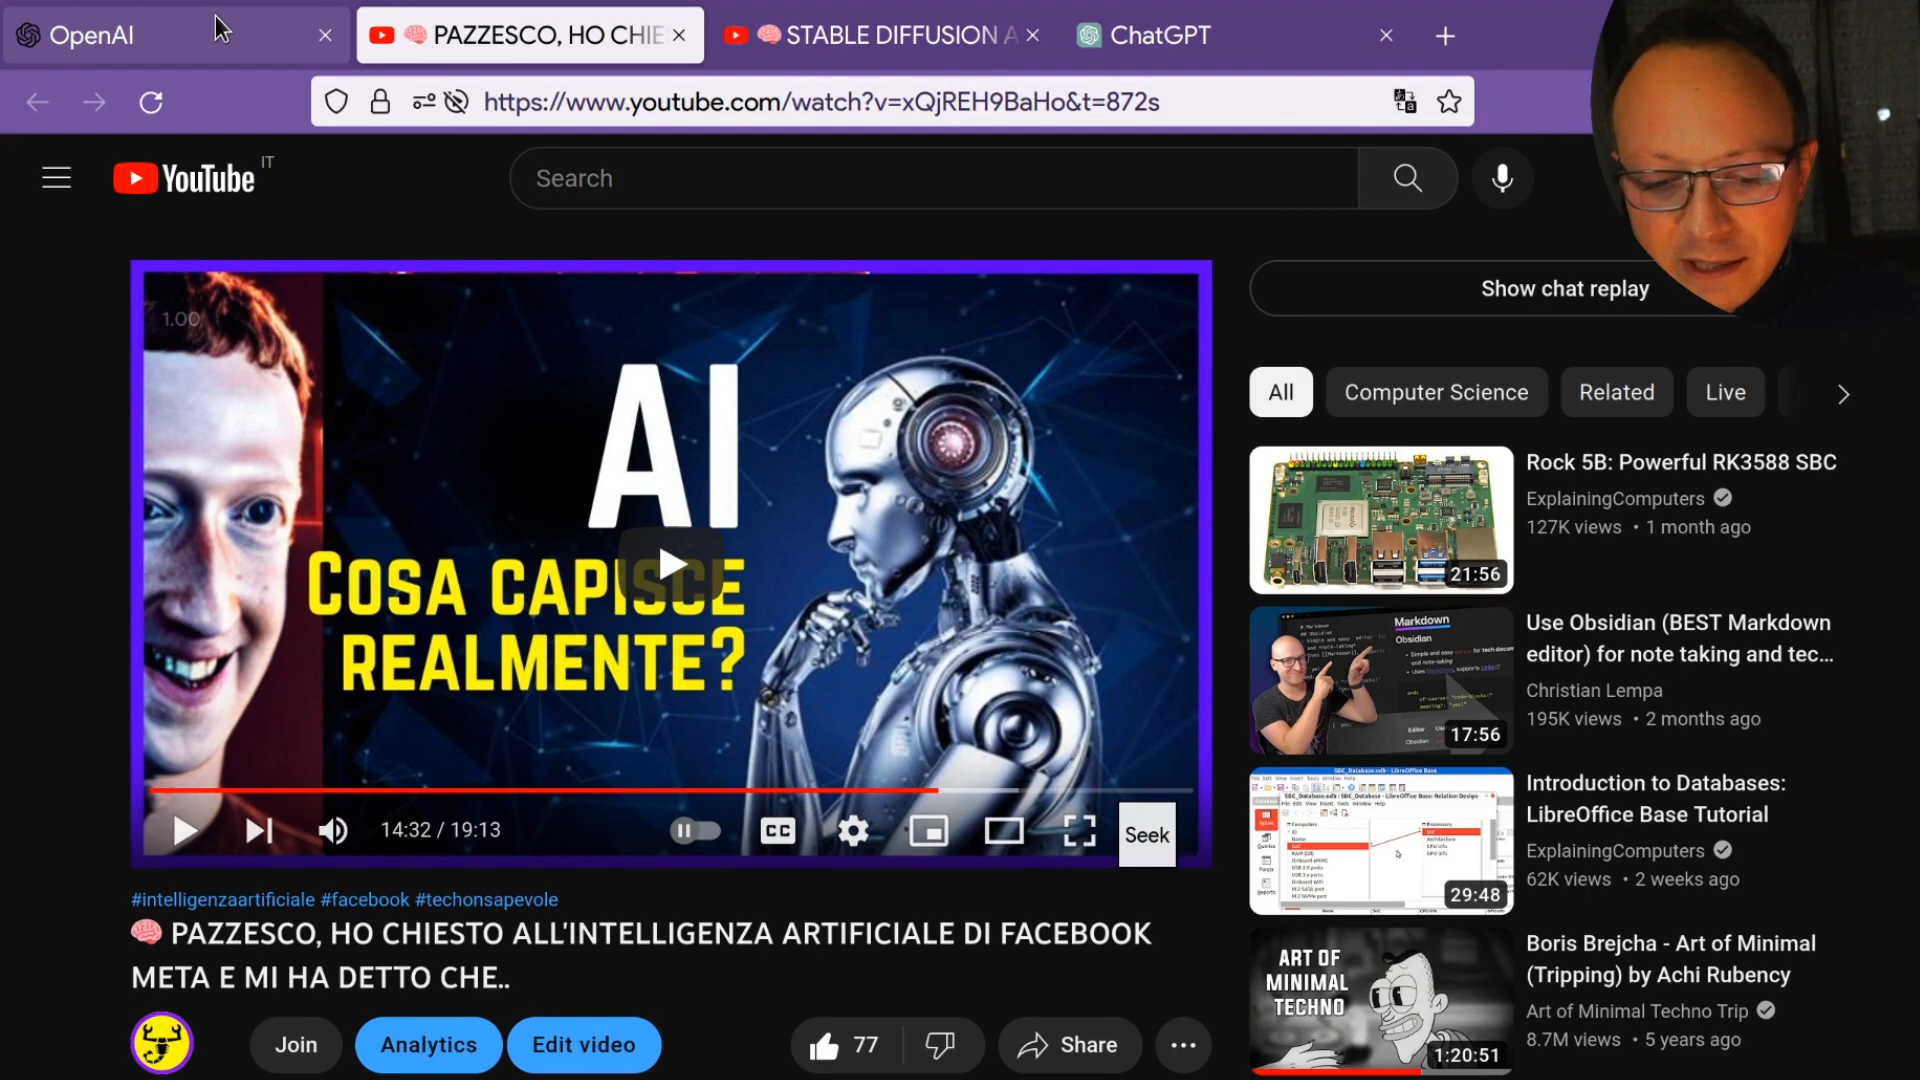 OpenAI
PAZZESCO, HO CHIE
STABLE DIFFUSION A
ChatGPT
https://www.youtube.com/watch?v=xQjREH9BaHo&t=872s
YouTube
IT
Search
Show chat replay
1.00
AI
COSA CAPISCE
REALMENTE?
14:32 / 19:13
CC
Seek
#intelligenzaartificiale #facebook #techonsapevole
PAZZESCO, HO CHIESTO ALL'INTELLIGENZA ARTIFICIALE DI FACEBOOK
META E MI HA DETTO CHE..
Join
Analytics
Edit video
77
Share
All
Computer Science
Related
Live
21:56
Rock 5B: Powerful RK3588 SBC
ExplainingComputers
127K views • 1 month ago
Markdown
Obsidian
17:56
Use Obsidian (BEST Markdown
editor) for note taking and tec...
Christian Lempa
195K views • 2 months ago
29:48
Introduction to Databases:
LibreOffice Base Tutorial
ExplainingComputers
62K views • 2 weeks ago
ART OF
MINIMAL
TECHNO
1:20:51
Boris Brejcha - Art of Minimal
(Tripping) by Achi Rubency
Art of Minimal Techno Trip
8.7M views • 5 years ago